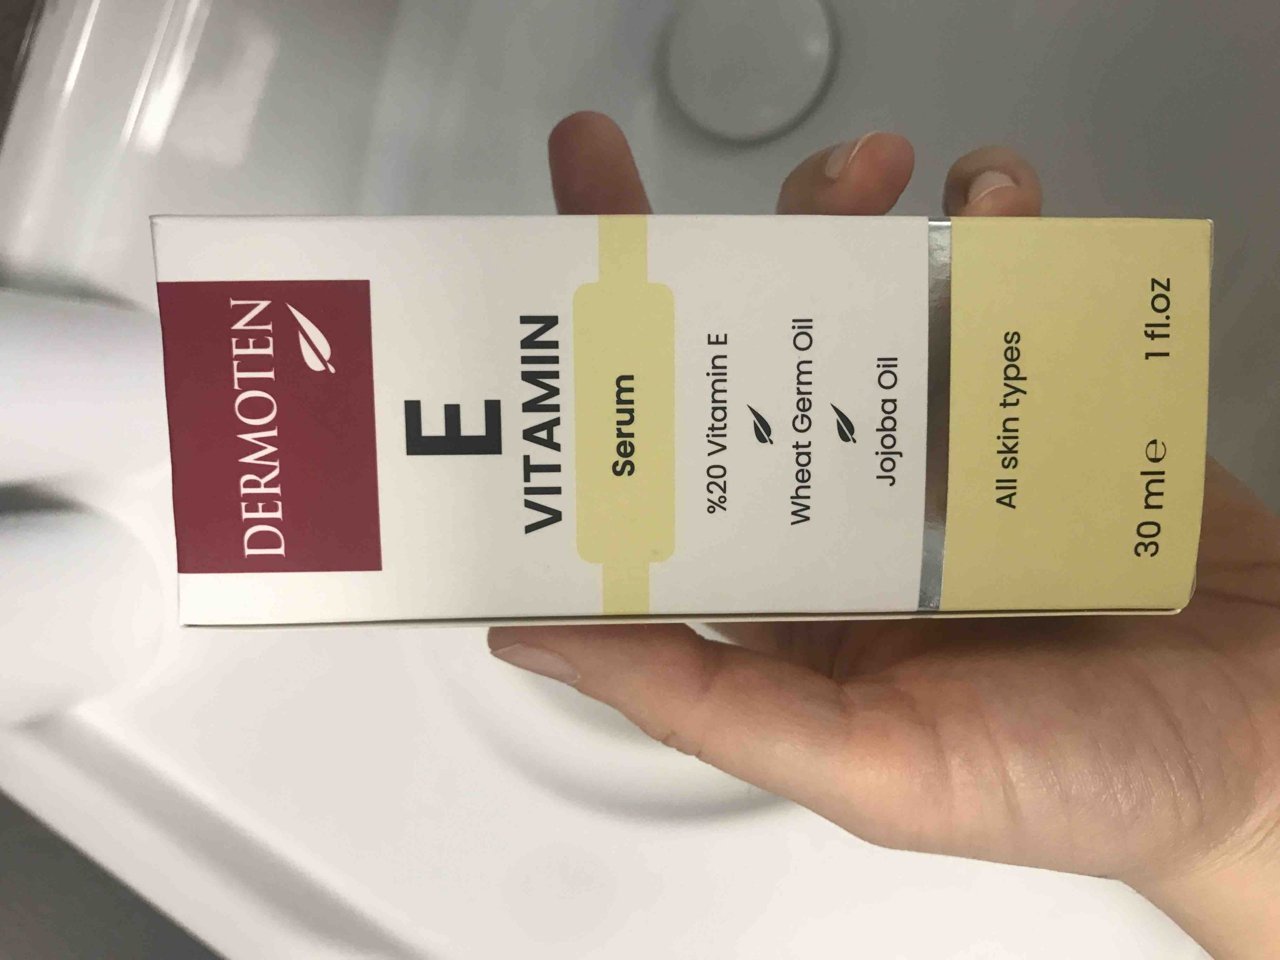 DERMOTEN
E
VITAMIN
Serum
%20 Vitamin E
Wheat Germ Oil
Jojoba Oil
All skin types
30 ml e 1 fl.oz